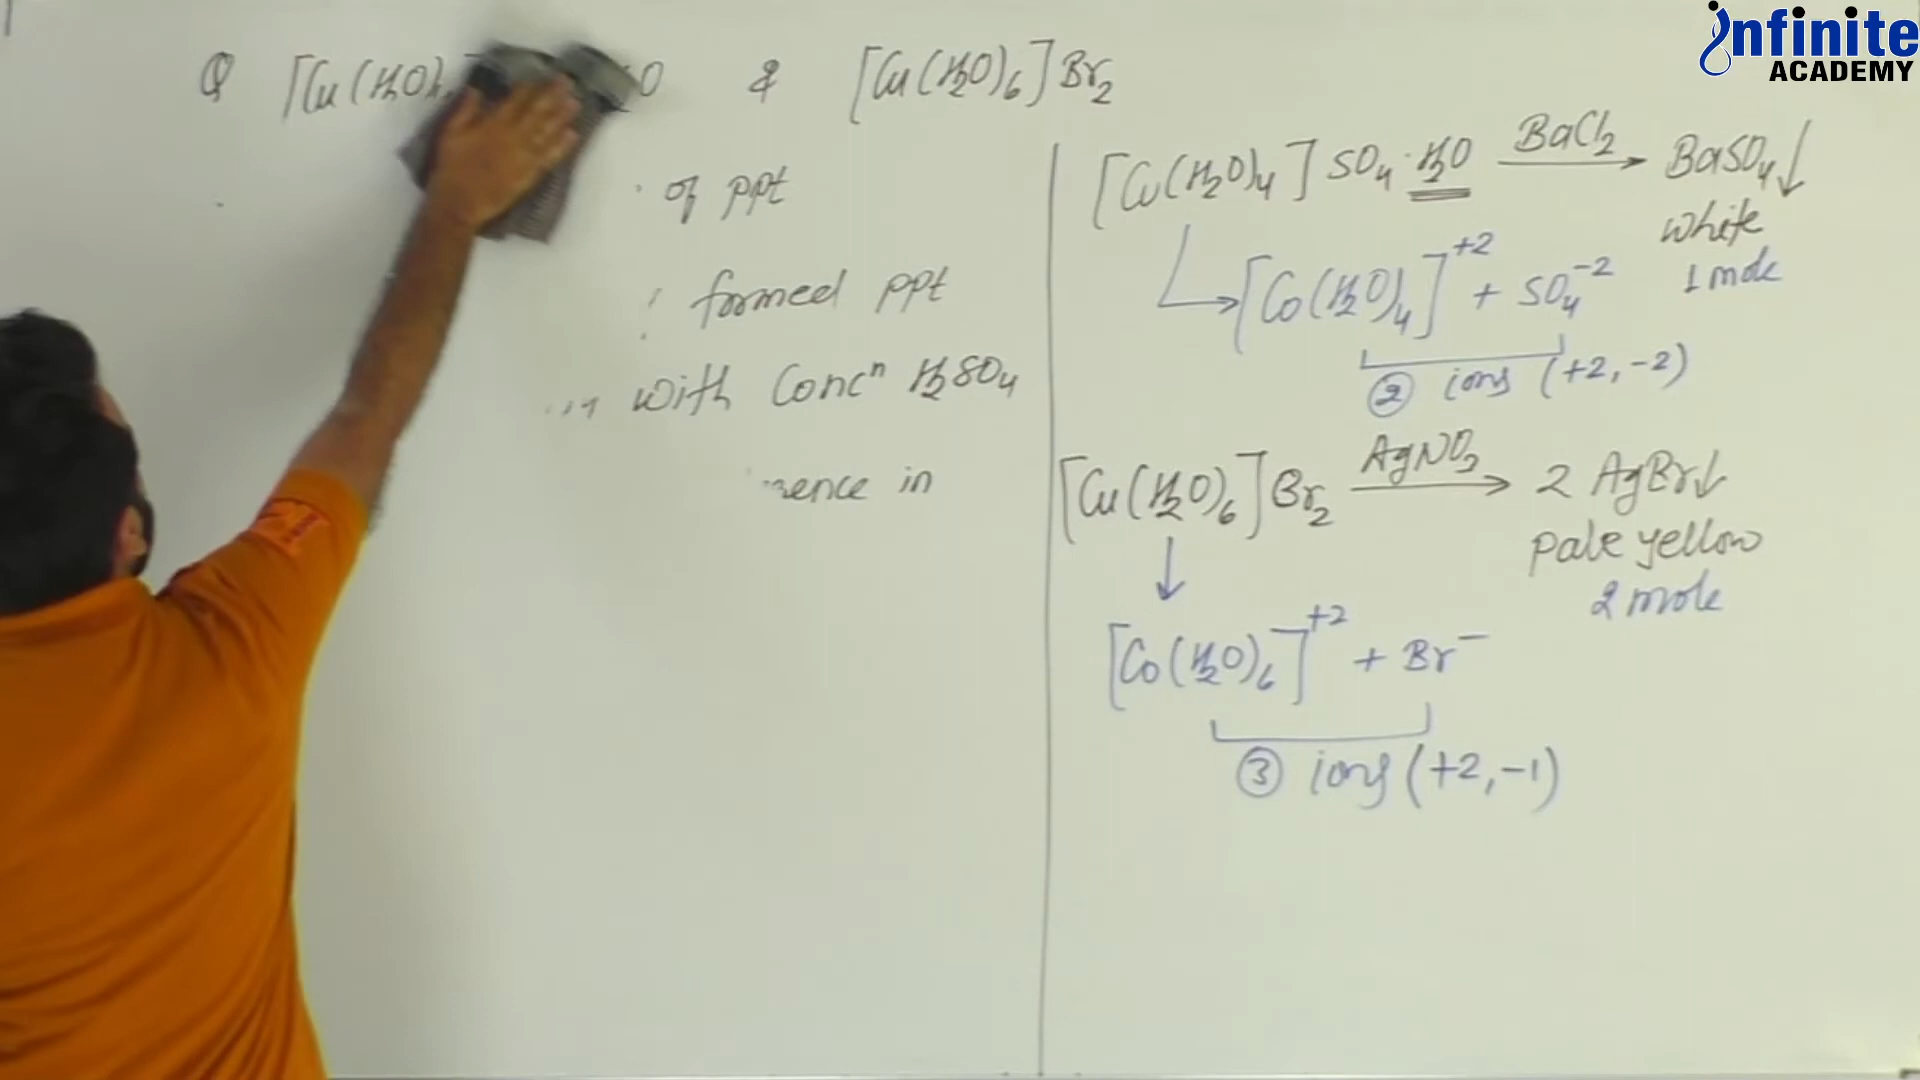 infinite
ACADEMY
Q [Cu(H₂O) O & [Cu(H₂O)₆]Br₂
of ppt
formed ppt
with Concⁿ H₂SO₄
in
[Cu(H₂O)₄]SO₄·H₂O BaCl₂→ BaSO₄↓
white
1 mole
→[Co(H₂O)₄]⁺² + SO₄⁻²
② ions (+2,-2)
[Cu(H₂O)₆]Br₂ AgNO₃→ 2 AgBr↓
pale yellow
2 mole
↓
[Co(H₂O)₆]⁺² + Br⁻
③ ions (+2,-1)